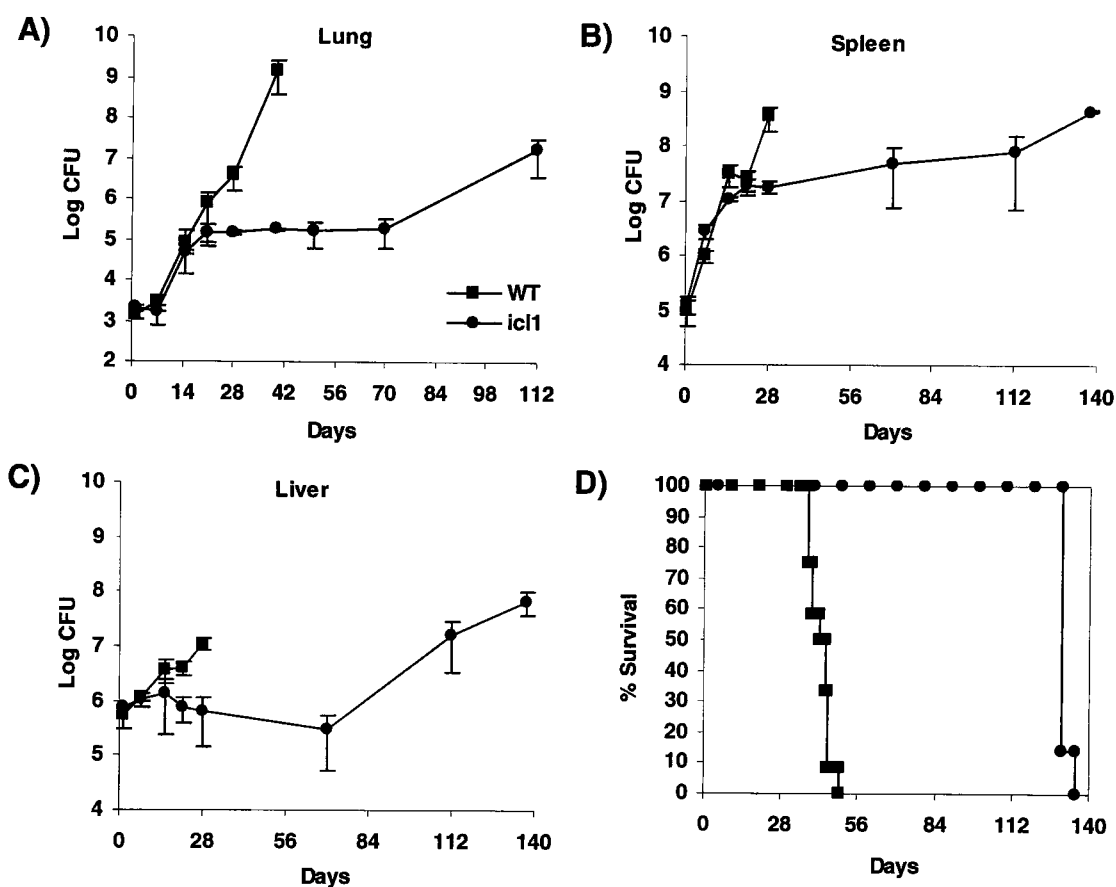 A)
Lung
10
9
8
7
6
5
4
3
2
Log CFU
WT
icl1
0 14 28 42 56 70 84 98 112
Days
B)
Spleen
10
9
8
7
6
5
4
Log CFU
0 28 56 84 112 140
Days
C)
Liver
10
9
8
7
6
5
4
Log CFU
0 28 56 84 112 140
Days
D)
100
90
80
70
60
50
40
30
20
10
0
% Survival
0 28 56 84 112 140
Days